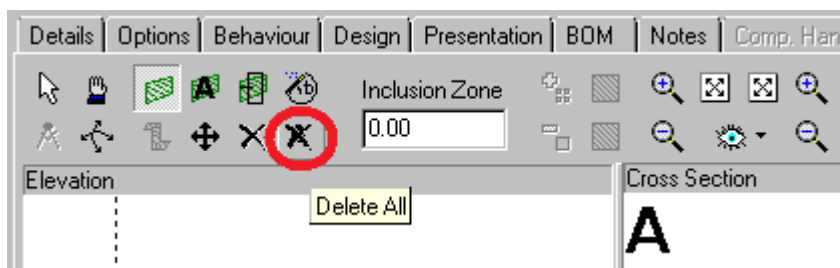 Details Options Behaviour Design Presentation BOM Notes Comp. Han
Inclusion Zone
0.00
Elevation
Cross Section
Delete All
A